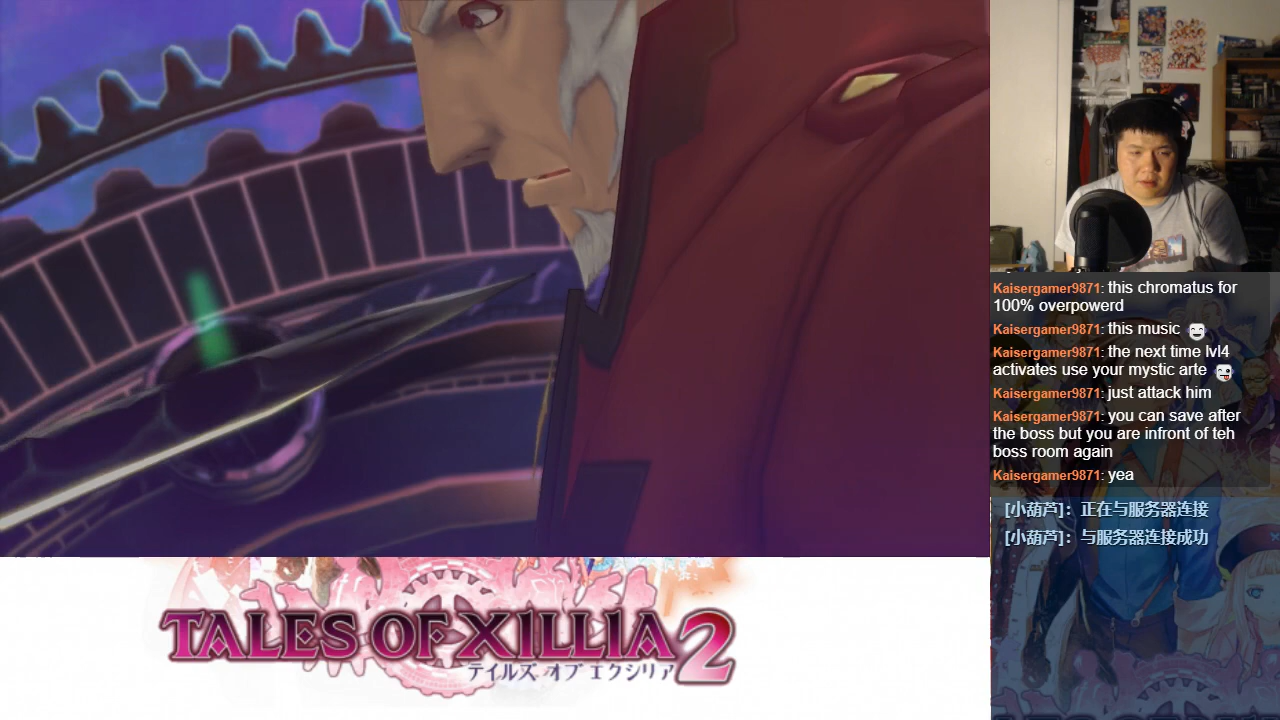 Kaisergamer9871: this chromatus for
100% overpowerd
Kaisergamer9871: this music
Kaisergamer9871: the next time lvl4
activates use your mystic arte
Kaisergamer9871: just attack him
Kaisergamer9871: you can save after
the boss but you are infront of teh
boss room again
Kaisergamer9871: yea
[小葫芦]: 正在与服务器连接
[小葫芦]: 与服务器连接成功
TALES OF XILLIA 2
テイルズ オブ エクシリア